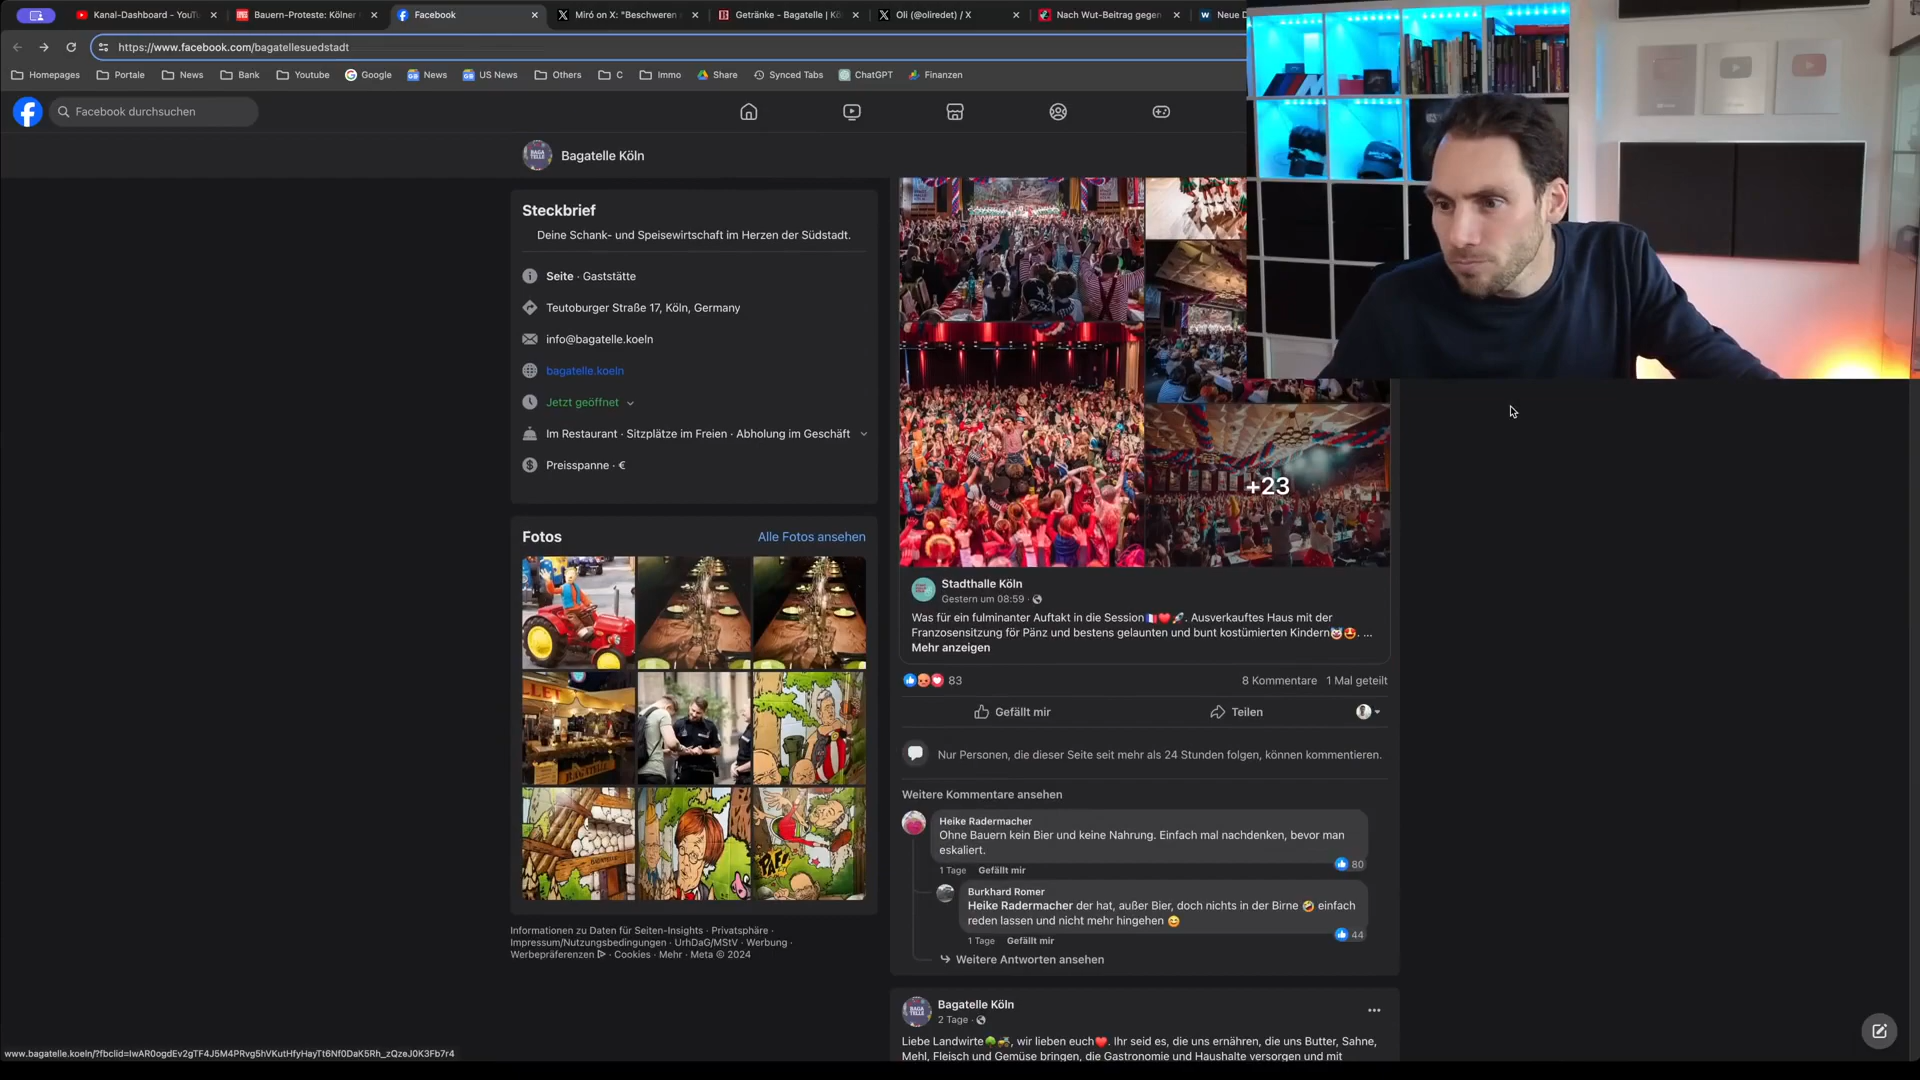 Kanal-Dashboard - YouTu
Bauern-Proteste: Kölner
Facebook
Miró on X: "Beschweren
Getränke - Bagatelle | Kö
Oli (@oliredet) / X
Nach Wut-Beitrag gegen
Neue D
https://www.facebook.com/bagatellesuedstadt
Homepages
Portale
News
Bank
Youtube
Google
News
US News
Others
C
Immo
Share
Synced Tabs
ChatGPT
Finanzen
Facebook durchsuchen
BAGA
TELLE
Bagatelle Köln
Steckbrief
Deine Schank- und Speisewirtschaft im Herzen der Südstadt.
Seite · Gaststätte
Teutoburger Straße 17, Köln, Germany
info@bagatelle.koeln
bagatelle.koeln
Jetzt geöffnet
Im Restaurant · Sitzplätze im Freien · Abholung im Geschäft
Preisspanne · €
Fotos
Alle Fotos ansehen
Informationen zu Daten für Seiten-Insights · Privatsphäre ·
Impressum/Nutzungsbedingungen · UrhDaG/MStV · Werbung ·
Werbepräferenzen · Cookies · Mehr · Meta © 2024
+23
Stadthalle Köln
Gestern um 08:59 ·
Was für ein fulminanter Auftakt in die Session🇫🇷❤️🚀. Ausverkauftes Haus mit der
Franzosensitzung för Pänz und bestens gelaunten und bunt kostümierten Kindern🤡🤩. ...
Mehr anzeigen
83
8 Kommentare 1 Mal geteilt
Gefällt mir
Teilen
Nur Personen, die dieser Seite seit mehr als 24 Stunden folgen, können kommentieren.
Weitere Kommentare ansehen
Heike Radermacher
Ohne Bauern kein Bier und keine Nahrung. Einfach mal nachdenken, bevor man
eskaliert.
80
1 Tage Gefällt mir
Burkhard Romer
Heike Radermacher der hat, außer Bier, doch nichts in der Birne 🤣 einfach
reden lassen und nicht mehr hingehen 😄
44
1 Tage Gefällt mir
Weitere Antworten ansehen
BAGA
TELLE
Bagatelle Köln
2 Tage ·
Liebe Landwirte🌳🚜, wir lieben euch❤️. Ihr seid es, die uns ernähren, die uns Butter, Sahne,
Mehl, Fleisch und Gemüse bringen, die Gastronomie und Haushalte versorgen und mit